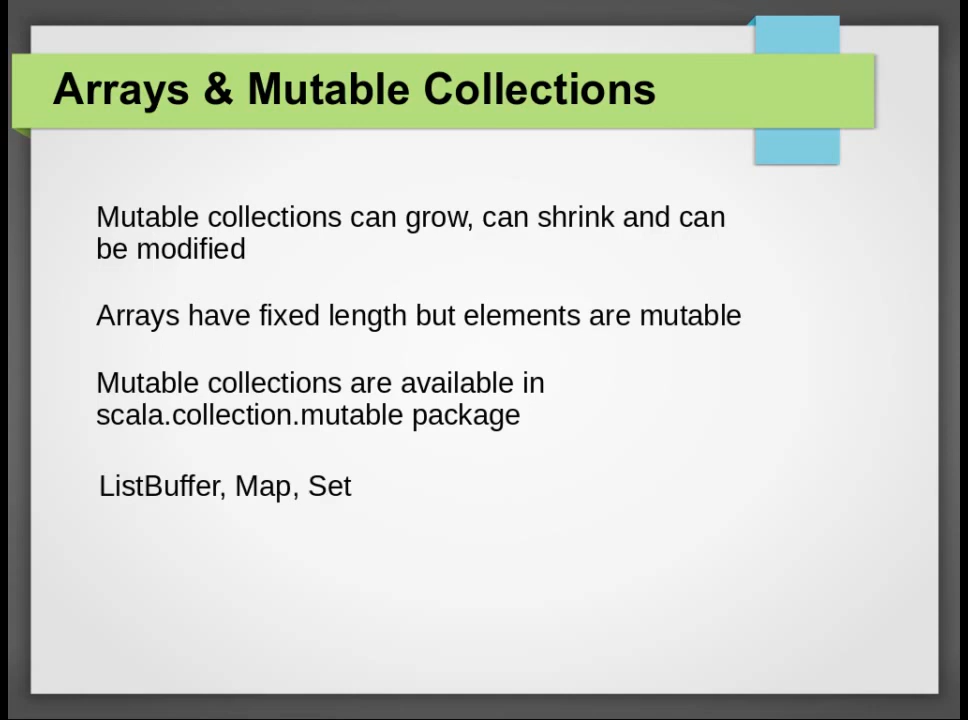 Arrays & Mutable Collections
Mutable collections can grow, can shrink and can
be modified
Arrays have fixed length but elements are mutable
Mutable collections are available in
scala.collection.mutable package
ListBuffer, Map, Set